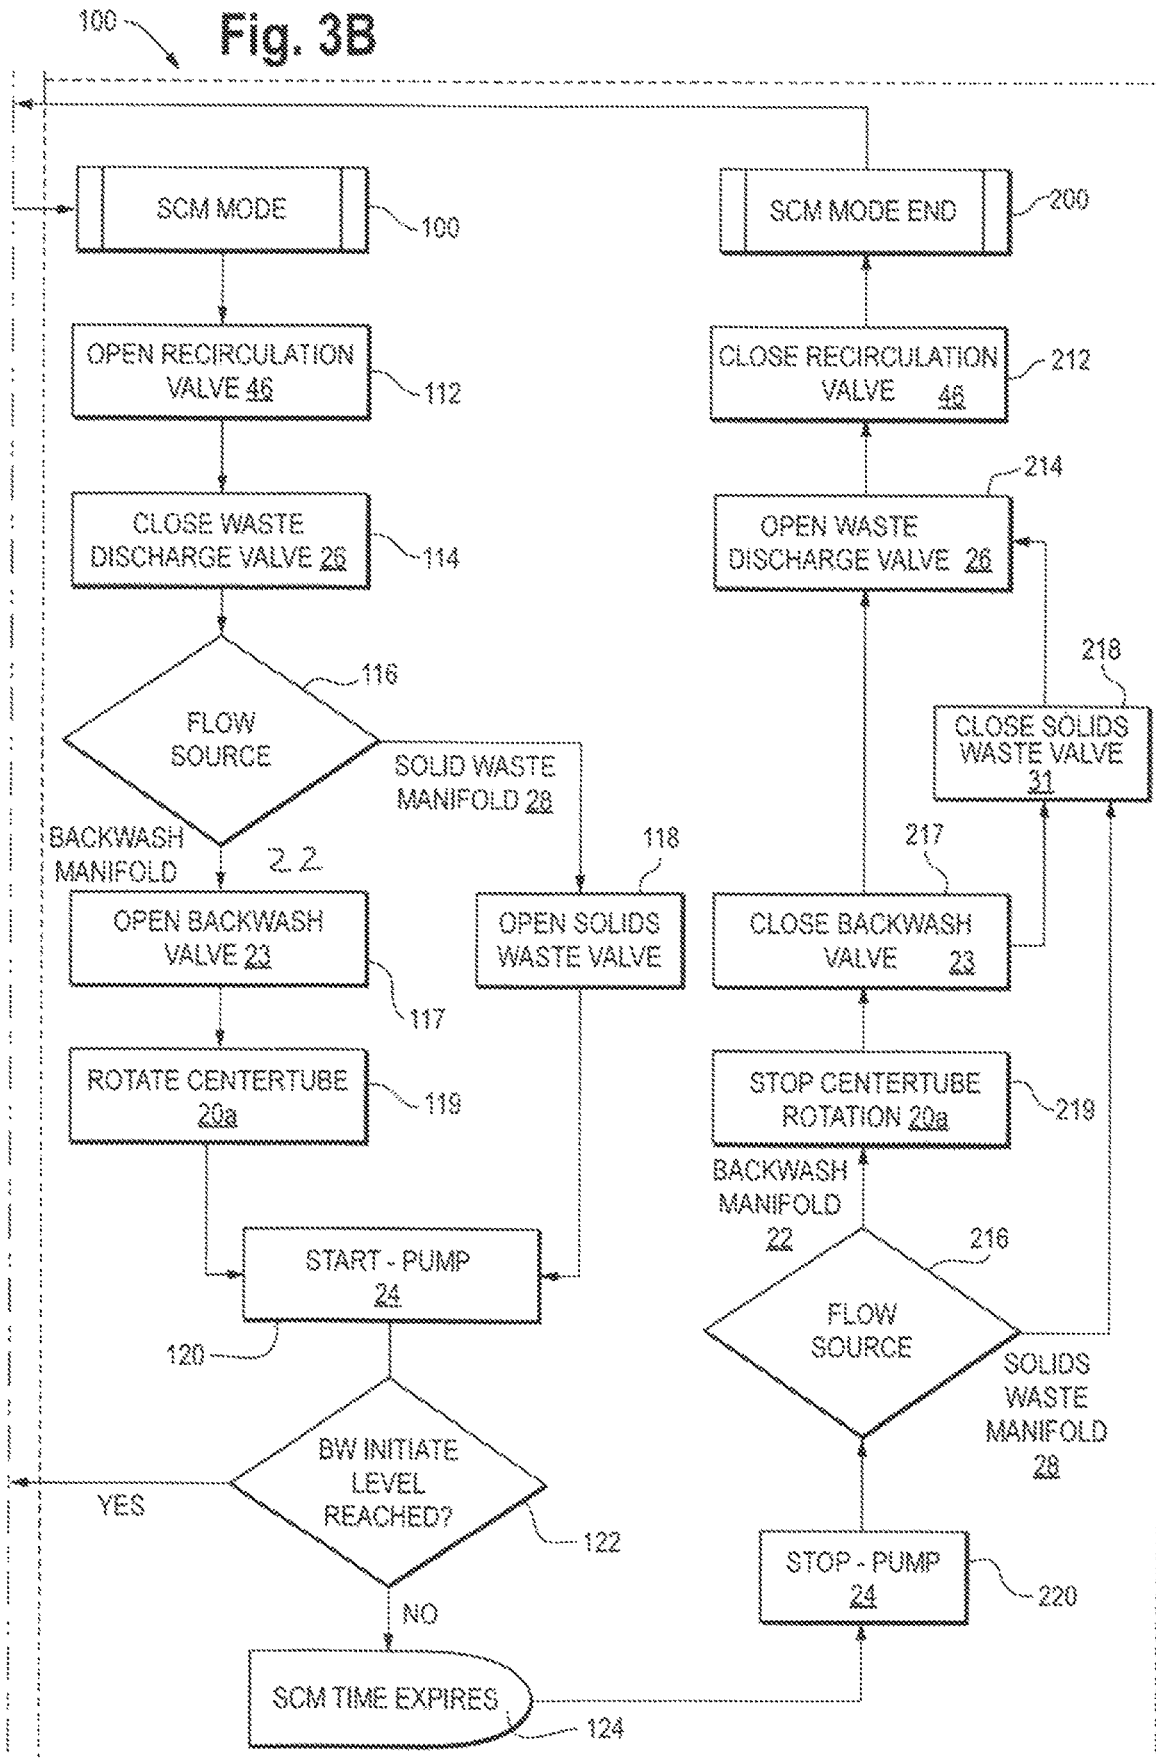 100
Fig. 3B
SCM MODE
100
OPEN RECIRCULATION
VALVE 46
112
CLOSE WASTE
DISCHARGE VALVE 26
114
116
FLOW
SOURCE
SOLID WASTE
MANIFOLD 28
BACKWASH
MANIFOLD
22
OPEN BACKWASH
VALVE 23
117
118
OPEN SOLIDS
WASTE VALVE
ROTATE CENTERTUBE
20a
119
START - PUMP
24
120
BW INITIATE
LEVEL
REACHED?
122
YES
NO
SCM TIME EXPIRES
124
SCM MODE END
200
CLOSE RECIRCULATION
VALVE 46
212
214
OPEN WASTE
DISCHARGE VALVE 26
218
CLOSE SOLIDS
WASTE VALVE
31
217
CLOSE BACKWASH
VALVE 23
STOP CENTERTUBE
ROTATION 20a
219
BACKWASH
MANIFOLD
22
216
FLOW
SOURCE
SOLIDS
WASTE
MANIFOLD
28
STOP - PUMP
24
220